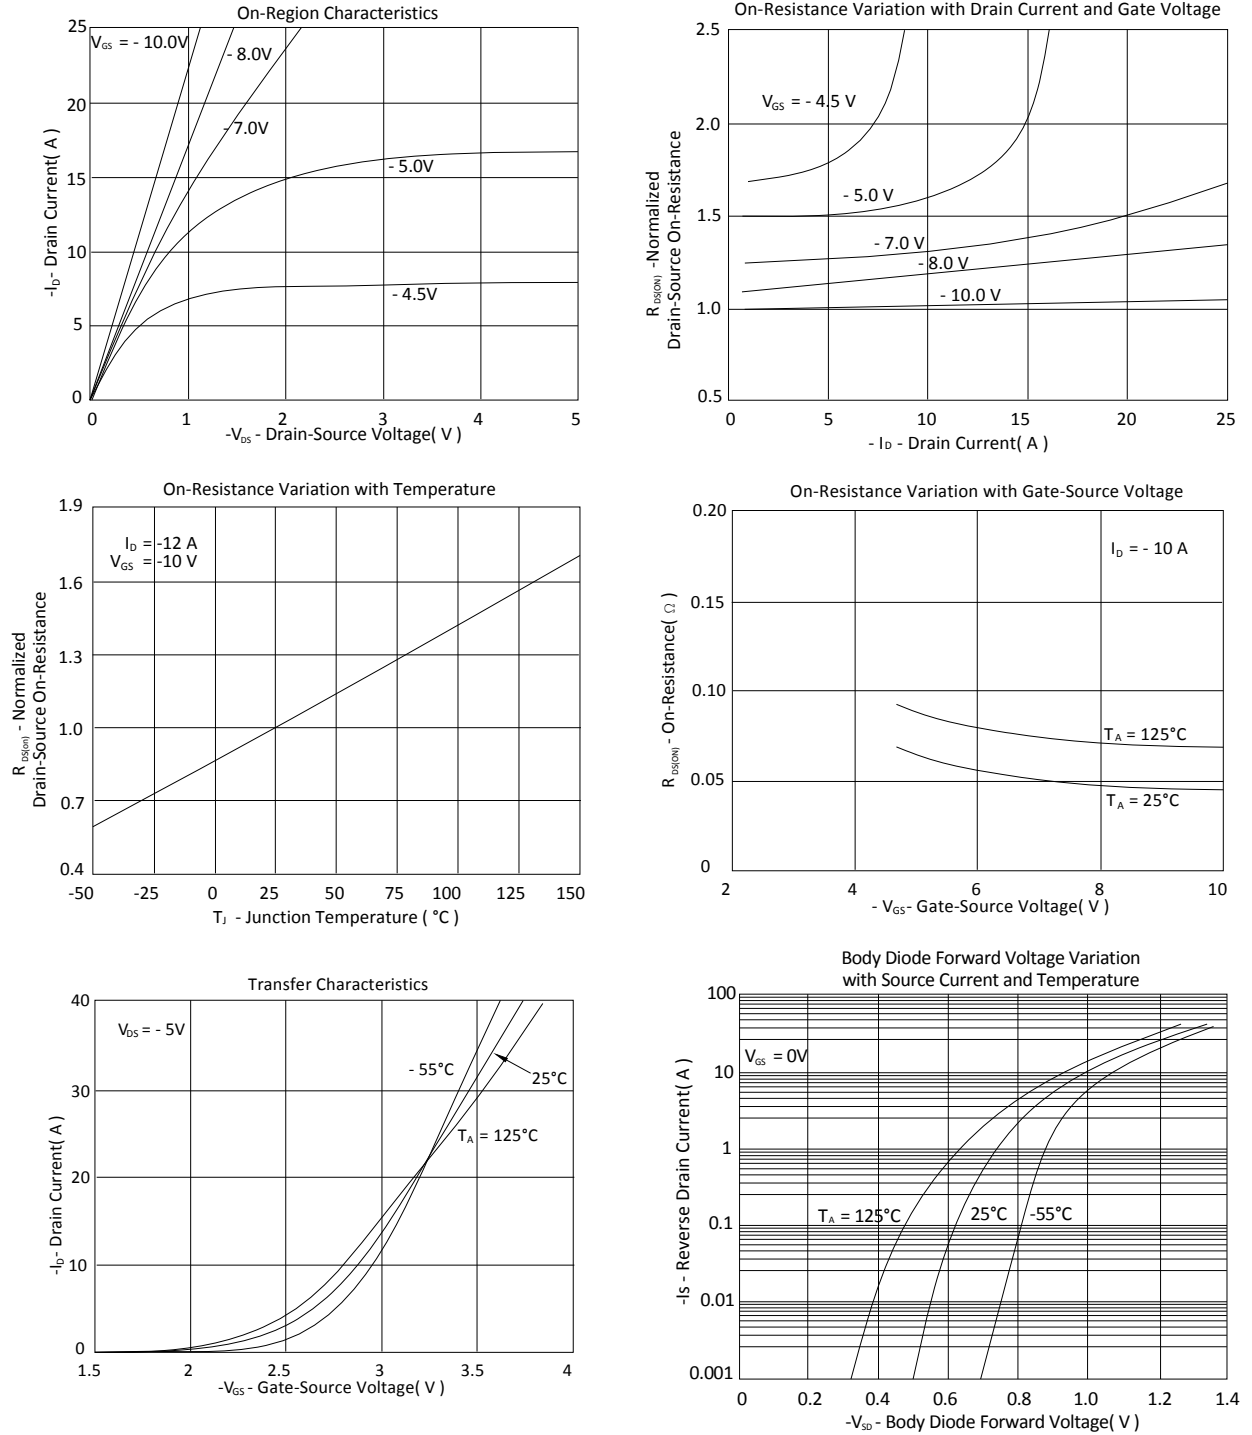 On-Region Characteristics
25
20
15
10
5
0
-I_D - Drain Current( A )
V_GS = - 10.0V
- 8.0V
- 7.0V
- 5.0V
- 4.5V
0 1 2 3 4 5
-V_DS - Drain-Source Voltage( V )
On-Resistance Variation with Drain Current and Gate Voltage
2.5
2.0
1.5
1.0
0.5
R_DS(ON) -Normalized
Drain-Source On-Resistance
V_GS = - 4.5 V
- 5.0 V
- 7.0 V
- 8.0 V
- 10.0 V
0 5 10 15 20 25
- I_D - Drain Current( A )
On-Resistance Variation with Temperature
1.9
1.6
1.3
1.0
0.7
0.4
R_DS(on) - Normalized
Drain-Source On-Resistance
I_D = -12 A
V_GS = -10 V
-50 -25 0 25 50 75 100 125 150
T_J - Junction Temperature ( °C )
On-Resistance Variation with Gate-Source Voltage
0.20
0.15
0.10
0.05
0
R_DS(ON) - On-Resistance( Ω )
I_D = - 10 A
T_A = 125°C
T_A = 25°C
2 4 6 8 10
- V_GS - Gate-Source Voltage( V )
Transfer Characteristics
40
30
20
10
0
-I_D - Drain Current( A )
V_DS = - 5V
- 55°C
25°C
T_A = 125°C
1.5 2 2.5 3 3.5 4
-V_GS - Gate-Source Voltage( V )
Body Diode Forward Voltage Variation
with Source Current and Temperature
100
10
1
0.1
0.01
0.001
-Is - Reverse Drain Current( A )
V_GS = 0V
T_A = 125°C
25°C
-55°C
0 0.2 0.4 0.6 0.8 1.0 1.2 1.4
-V_SD - Body Diode Forward Voltage( V )